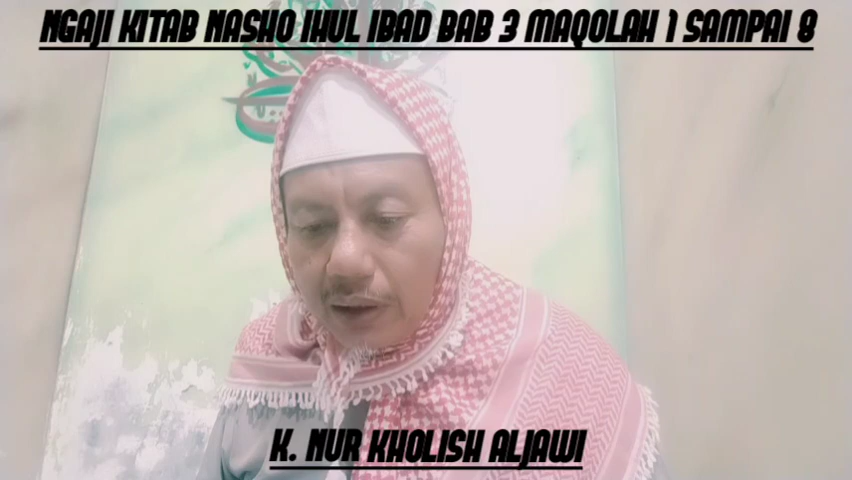 NGAJI KITAB NASHO IHUL IBAD BAB 3 MAQOLAH 1 SAMPAI 8
K. NUR KHOLISH ALJAWI